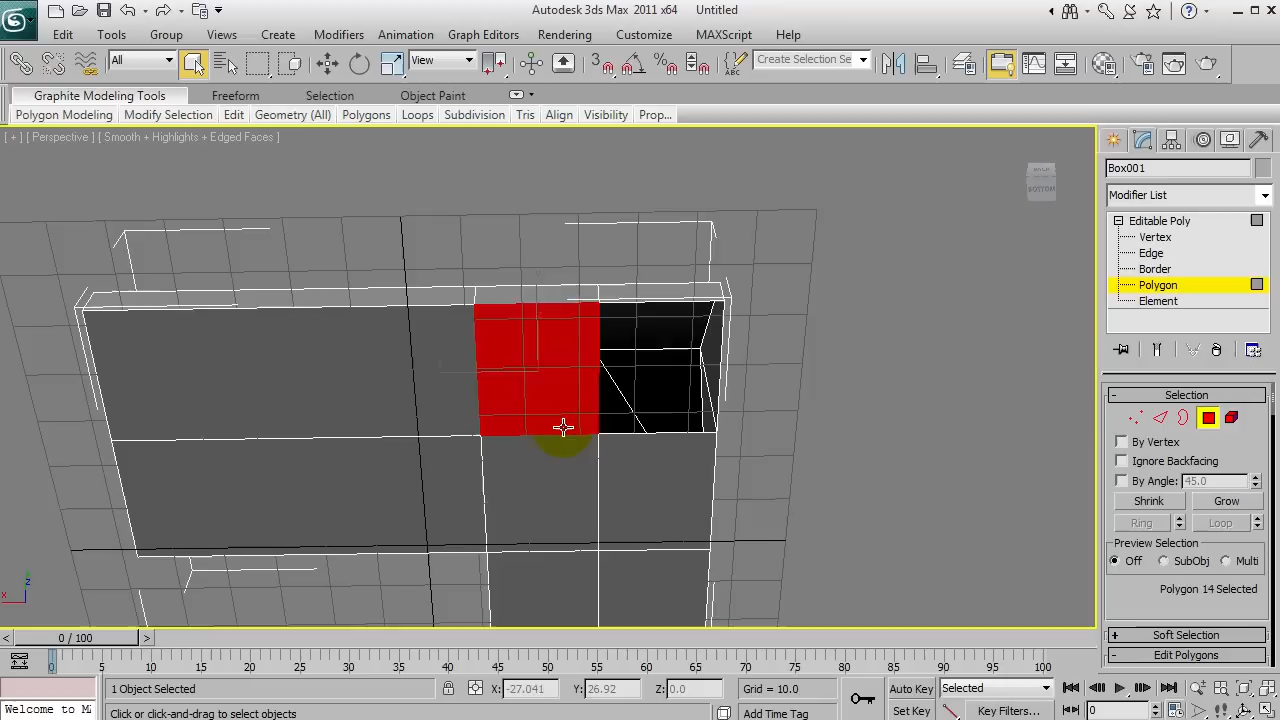 Autodesk 3ds Max 2011 x64    Untitled
Edit Tools Group Views Create Modifiers Animation Graph Editors Rendering Customize MAXScript Help
All View 3 Create Selection Se
Graphite Modeling Tools Freeform Selection Object Paint
Polygon Modeling Modify Selection Edit Geometry (All) Polygons Loops Subdivision Tris Align Visibility Prop...
[ + ] [ Perspective ] [ Smooth + Highlights + Edged Faces ]
BACK
BOTTOM
Box001
Modifier List
Editable Poly
Vertex
Edge
Border
Polygon
Element
- Selection
By Vertex
Ignore Backfacing
By Angle: 45.0
Shrink Grow
Ring Loop
Preview Selection
Off SubObj Multi
Polygon 14 Selected
+ Soft Selection
- Edit Polygons
x z
< 0 / 100 >
0 5 10 15 20 25 30 35 40 45 50 55 60 65 70 75 80 85 90 95 100
1 Object Selected X: -27.041 Y: 26.92 Z: 0.0 Grid = 10.0 Auto Key Selected
Welcome to M Click or click-and-drag to select objects Add Time Tag Set Key Key Filters... 0